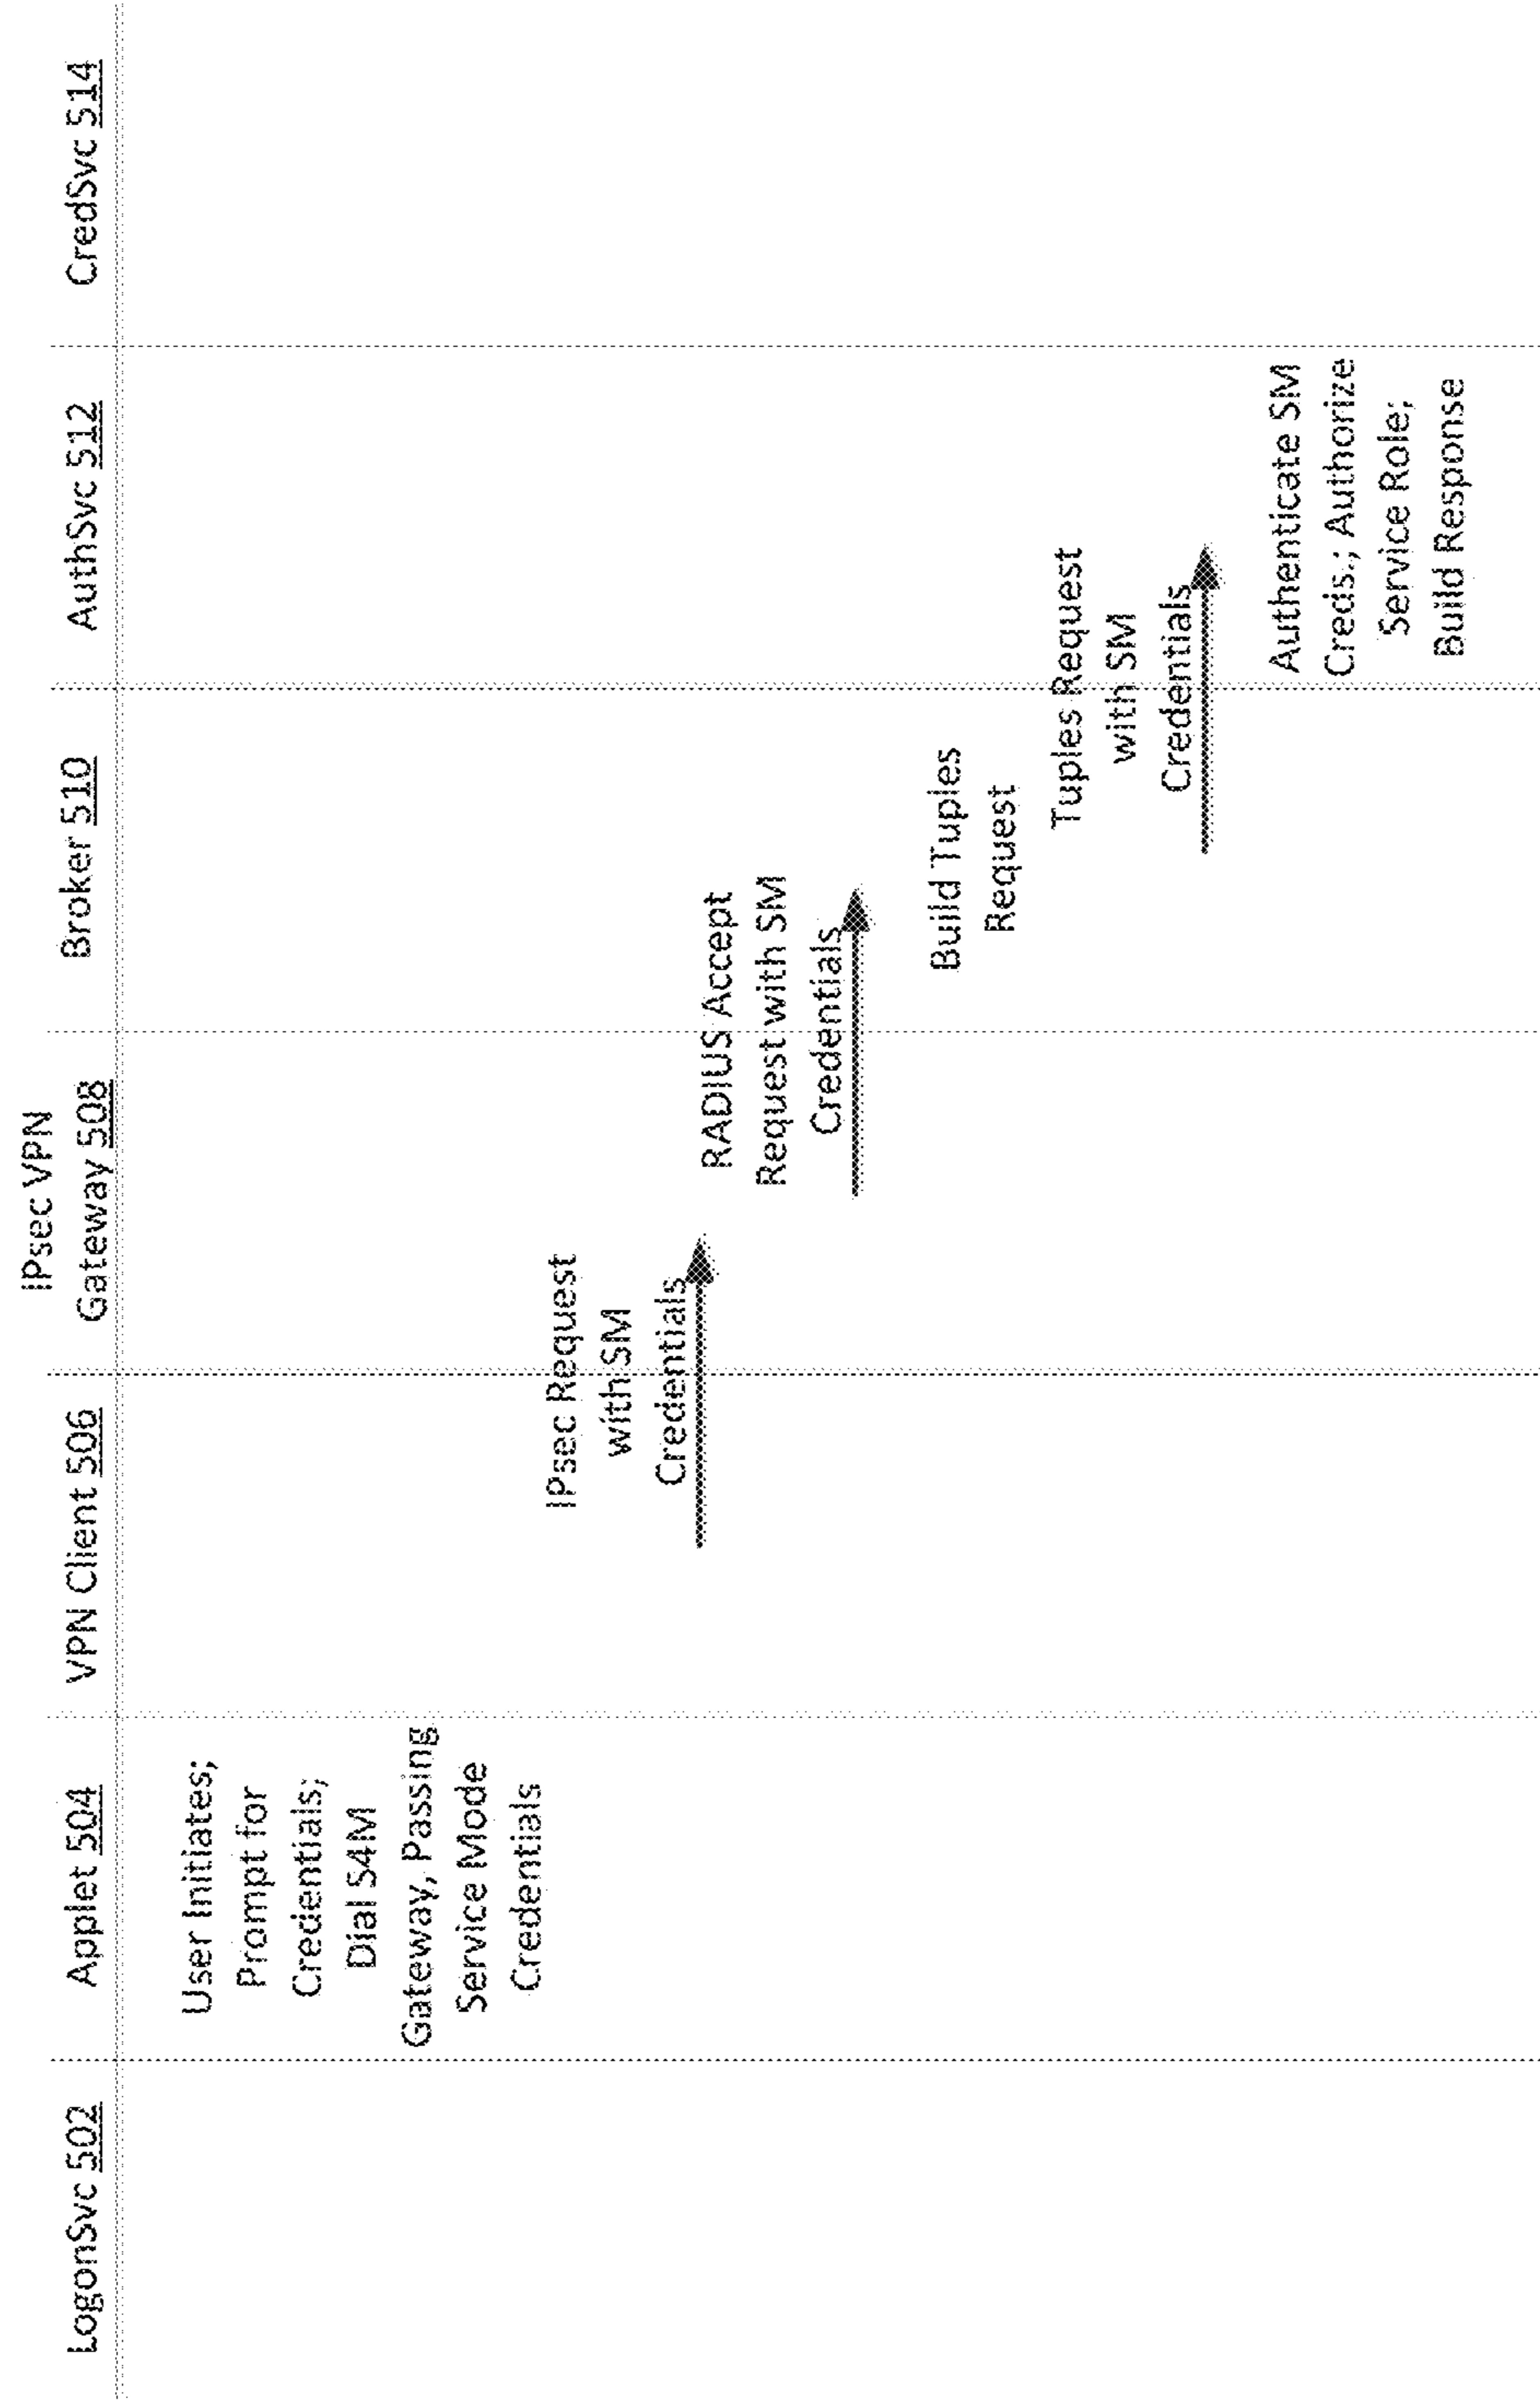 LogonSvc 502
Applet 504
VPN Client 506
IPsec VPN
Gateway 508
Broker 510
AuthSvc 512
CredSvc 514
User Initiates;
Prompt for
Credentials;
Dial S4M
Gateway, Passing
Service Mode
Credentials
IPsec Request
with SM
Credentials
RADIUS Accept
Request with SM
Credentials
Build Tuples
Request
Tuples Request
with SM
Credentials
Authenticate SM
Creds.; Authorize
Service Role;
Build Response